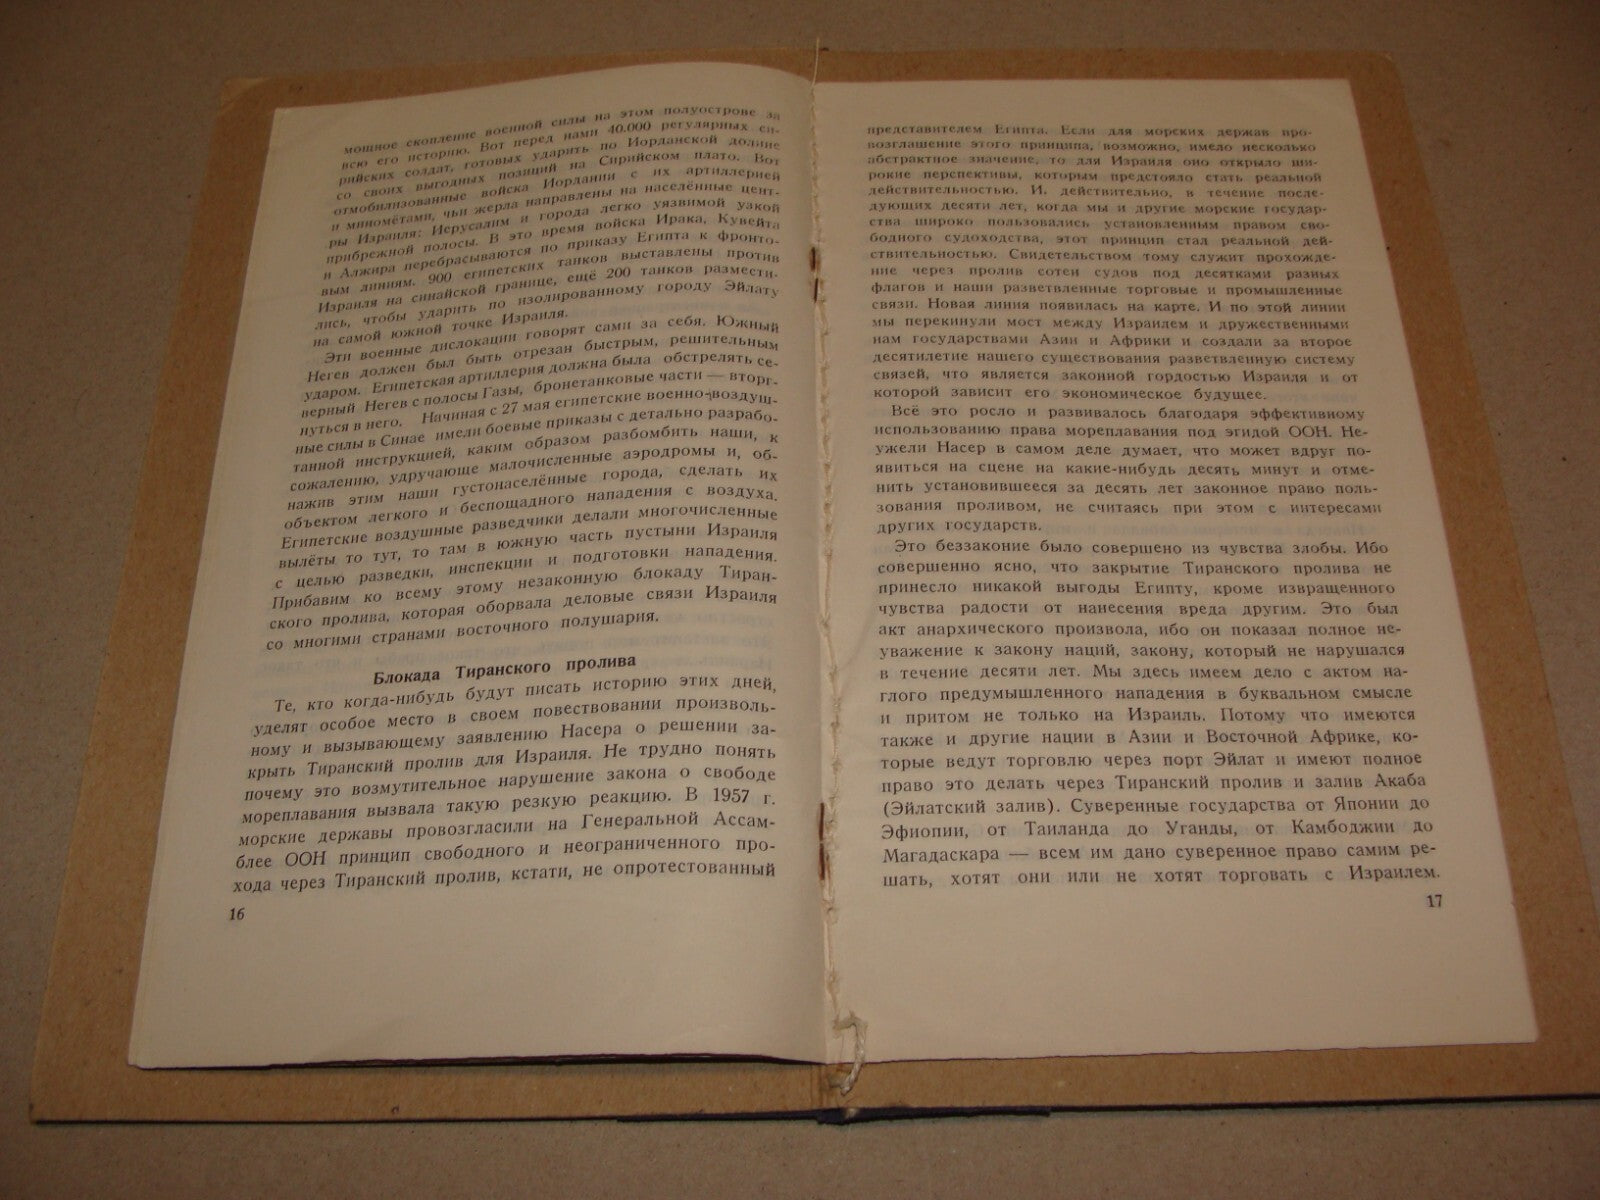 мощное скопление военной силы на этом полуострове за
всю его историю. Вот перед нами 40.000 регулярных си-
рийских солдат, готовых ударить по Иорданской долине
со своих выгодных позиций на Сирийском плато. Вот
отмобилизованные войска Иордании с их артиллерией
и миномётами, чьи жерла направлены на населённые цент-
ры Израиля: Иерусалим и города легко уязвимой узкой
прибрежной полосы. В это время войска Ирака, Кувейта
и Алжира перебрасываются по приказу Египта к фронто-
вым линиям. 900 египетских танков выставлены против
Израиля на синайской границе, ещё 200 танков размести-
лись, чтобы ударить по изолированному городу Эйлату
на самой южной точке Израиля.
Эти военные дислокации говорят сами за себя. Южный
Негев должен был быть отрезан быстрым, решительным
ударом. Египетская артиллерия должна была обстрелять се-
верный Негев с полосы Газы, бронетанковые части — вторг-
нуться в него. Начиная с 27 мая египетские военно-воздуш-
ные силы в Синае имели боевые приказы с детально разрабо-
танной инструкцией, каким образом разбомбить наши, к
сожалению, удручающе малочисленные аэродромы и, об-
нажив этим наши густонаселённые города, сделать их
объектом легкого и беспощадного нападения с воздуха.
Египетские воздушные разведчики делали многочисленные
вылёты то тут, то там в южную часть пустыни Израиля
с целью разведки, инспекции и подготовки нападения.
Прибавим ко всему этому незаконную блокаду Тиран-
ского пролива, которая оборвала деловые связи Израиля
со многими странами восточного полушария.
Блокада Тиранского пролива
Те, кто когда-нибудь будут писать историю этих дней,
уделят особое место в своем повествовании произволь-
ному и вызывающему заявлению Насера о решении за-
крыть Тиранский пролив для Израиля. Не трудно понять
почему это возмутительное нарушение закона о свободе
мореплавания вызвала такую резкую реакцию. В 1957 г.
морские державы провозгласили на Генеральной Ассам-
блее ООН принцип свободного и неограниченного про-
хода через Тиранский пролив, кстати, не опротестованный
16
представителем Египта. Если для морских держав про-
возглашение этого принципа, возможно, имело несколько
абстрактное значение, то для Израиля оно открыло ши-
рокие перспективы, которым предстояло стать реальной
действительностью. И, действительно, в течение после-
дующих десяти лет, когда мы и другие морские государ-
ства широко пользовались установленным правом сво-
бодного судоходства, этот принцип стал реальной дей-
ствительностью. Свидетельством тому служит прохожде-
ние через пролив сотен судов под десятками разных
флагов и наши разветвленные торговые и промышленные
связи. Новая линия появилась на карте. И по этой линии
мы перекинули мост между Израилем и дружественными
нам государствами Азии и Африки и создали за второе
десятилетие нашего существования разветвленную систему
связей, что является законной гордостью Израиля и от
которой зависит его экономическое будущее.
Всё это росло и развивалось благодаря эффективному
использованию права мореплавания под эгидой ООН. Не-
ужели Насер в самом деле думает, что может вдруг по-
явиться на сцене на какие-нибудь десять минут и отме-
нить установившееся за десять лет законное право поль-
зования проливом, не считаясь при этом с интересами
других государств.
Это беззаконие было совершено из чувства злобы. Ибо
совершенно ясно, что закрытие Тиранского пролива не
принесло никакой выгоды Египту, кроме извращенного
чувства радости от нанесения вреда другим. Это был
акт анархического произвола, ибо он показал полное не-
уважение к закону наций, закону, который не нарушался
в течение десяти лет. Мы здесь имеем дело с актом на-
глого предумышленного нападения в буквальном смысле
и притом не только на Израиль. Потому что имеются
также и другие нации в Азии и Восточной Африке, ко-
торые ведут торговлю через порт Эйлат и имеют полное
право это делать через Тиранский пролив и залив Акаба
(Эйлатский залив). Суверенные государства от Японии до
Эфиопии, от Таиланда до Уганды, от Камбоджии до
Магадаскара — всем им дано суверенное право самим ре-
шать, хотят они или не хотят торговать с Израилем.
17